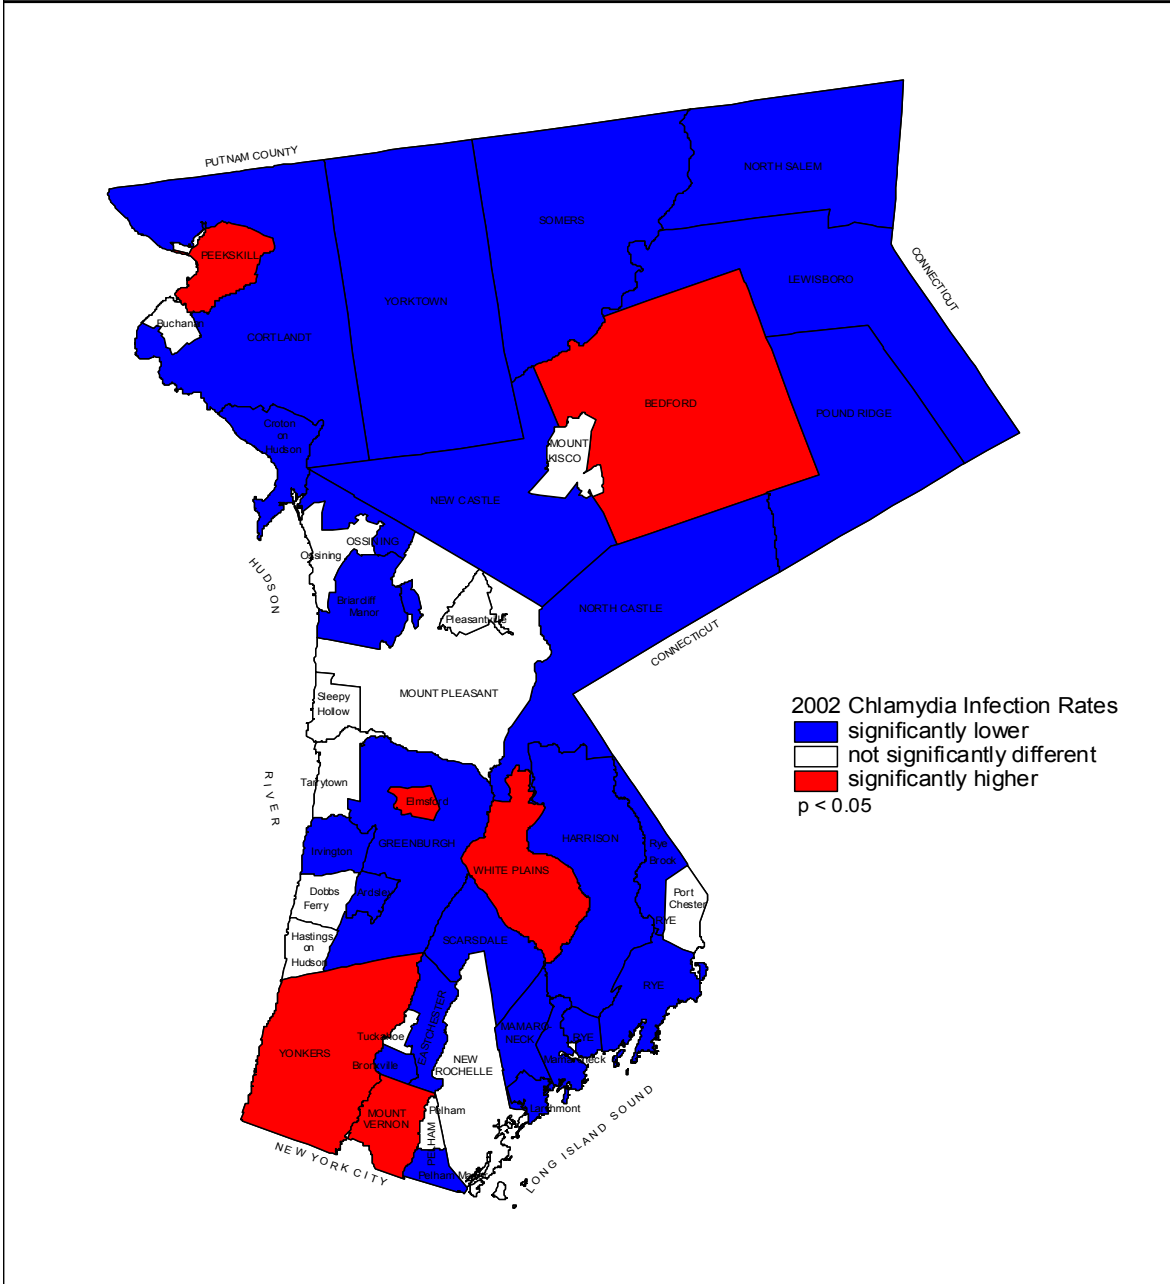 PUTNAM COUNTY
NORTH SALEM
SOMERS
PEEKSKILL
CONNECTICUT
LEWISBORO
YORKTOWN
Buchanan
CORTLANDT
BEDFORD
POUND RIDGE
Croton
on
Hudson
MOUNT
KISCO
NEW CASTLE
OSSINING
Ossining
HUDSON
Briarcliff
Manor
NORTH CASTLE
Pleasantville
CONNECTICUT
MOUNT PLEASANT
Sleepy
Hollow
2002 Chlamydia Infection Rates
significantly lower
not significantly different
significantly higher
p < 0.05
Tarrytown
RIVER
Elmsford
GREENBURGH
HARRISON
Rye
Brook
Irvington
WHITE PLAINS
Dobbs
Ferry
Ardsley
Port
Chester
RYE
Hastings
on
Hudson
SCARSDALE
RYE
EASTCHESTER
Tuckahoe
MAMARO
NECK
RYE
YONKERS
Bronxville
NEW
ROCHELLE
Mamaroneck
MOUNT
VERNON
Pelham
Larchmont
PELHAM
Pelham Manor
NEW YORK CITY
LONG ISLAND SOUND